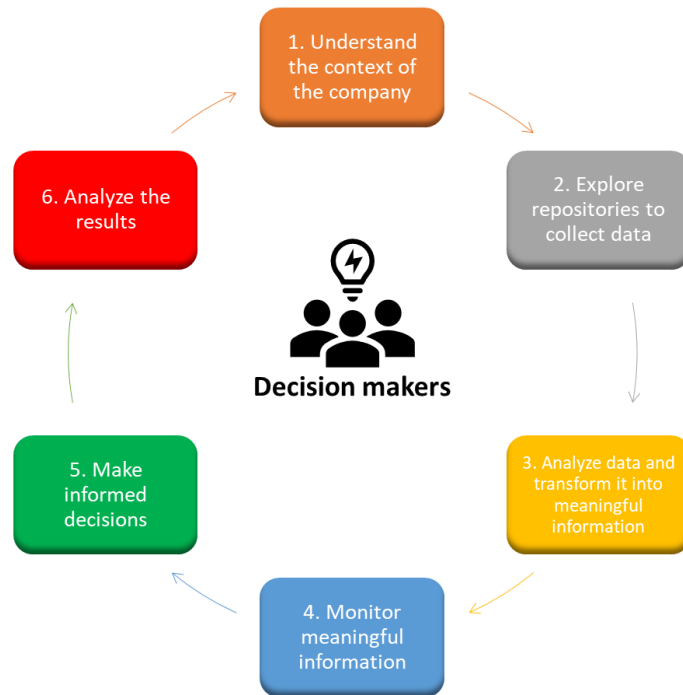 1. Understand
the context of
the company
2. Explore
repositories to
collect data
3. Analyze data and
transform it into
meaningful
information
4. Monitor
meaningful
information
5. Make
informed
decisions
6. Analyze the
results
Decision makers